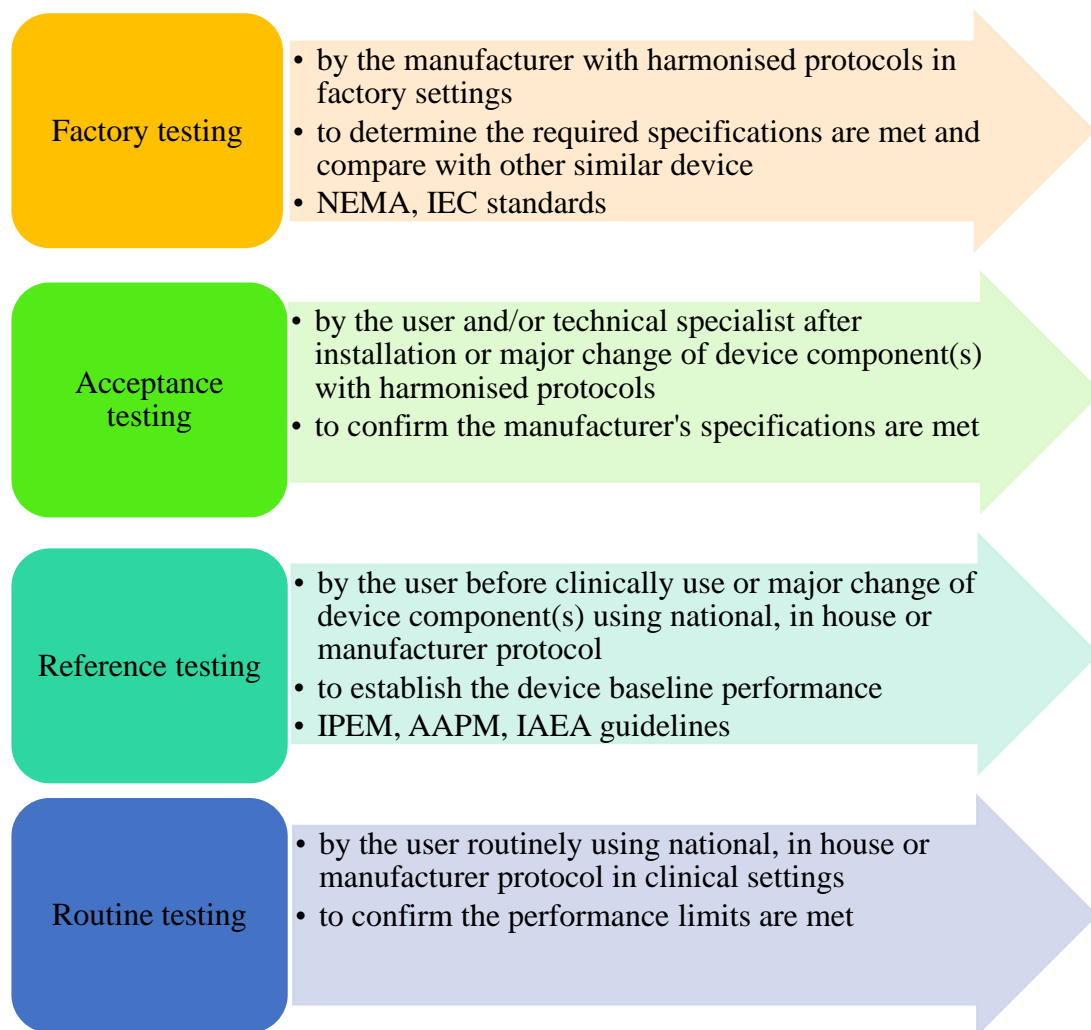 Factory testing
• by the manufacturer with harmonised protocols in
factory settings
• to determine the required specifications are met and
compare with other similar device
• NEMA, IEC standards
Acceptance
testing
• by the user and/or technical specialist after
installation or major change of device component(s)
with harmonised protocols
• to confirm the manufacturer's specifications are met
Reference testing
• by the user before clinically use or major change of
device component(s) using national, in house or
manufacturer protocol
• to establish the device baseline performance
• IPEM, AAPM, IAEA guidelines
Routine testing
• by the user routinely using national, in house or
manufacturer protocol in clinical settings
• to confirm the performance limits are met